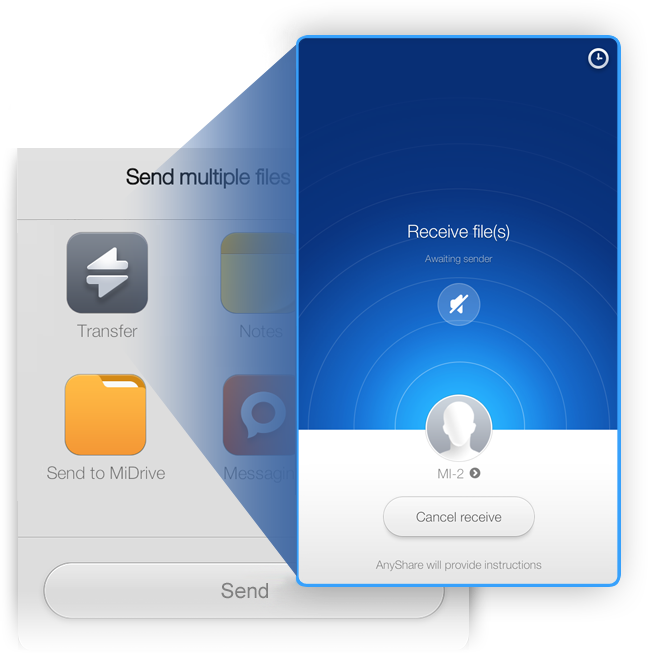 Send multiple files
Transfer
Notes
Send to MiDrive
Messaging
Send
Receive file(s)
Awaiting sender
MI-2
Cancel receive
AnyShare will provide instructions